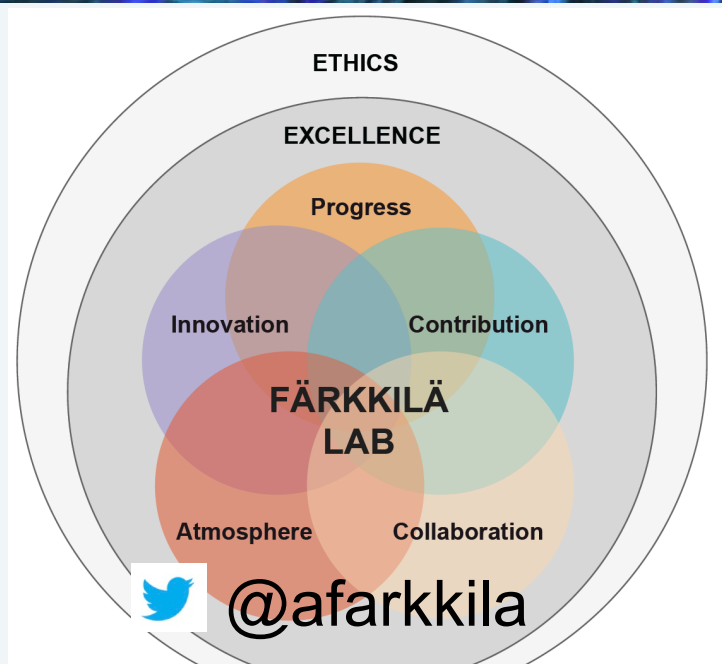 ETHICS
EXCELLENCE
Progress
Innovation
Contribution
FÄRKKILÄ
LAB
Atmosphere
Collaboration
@afarkkila